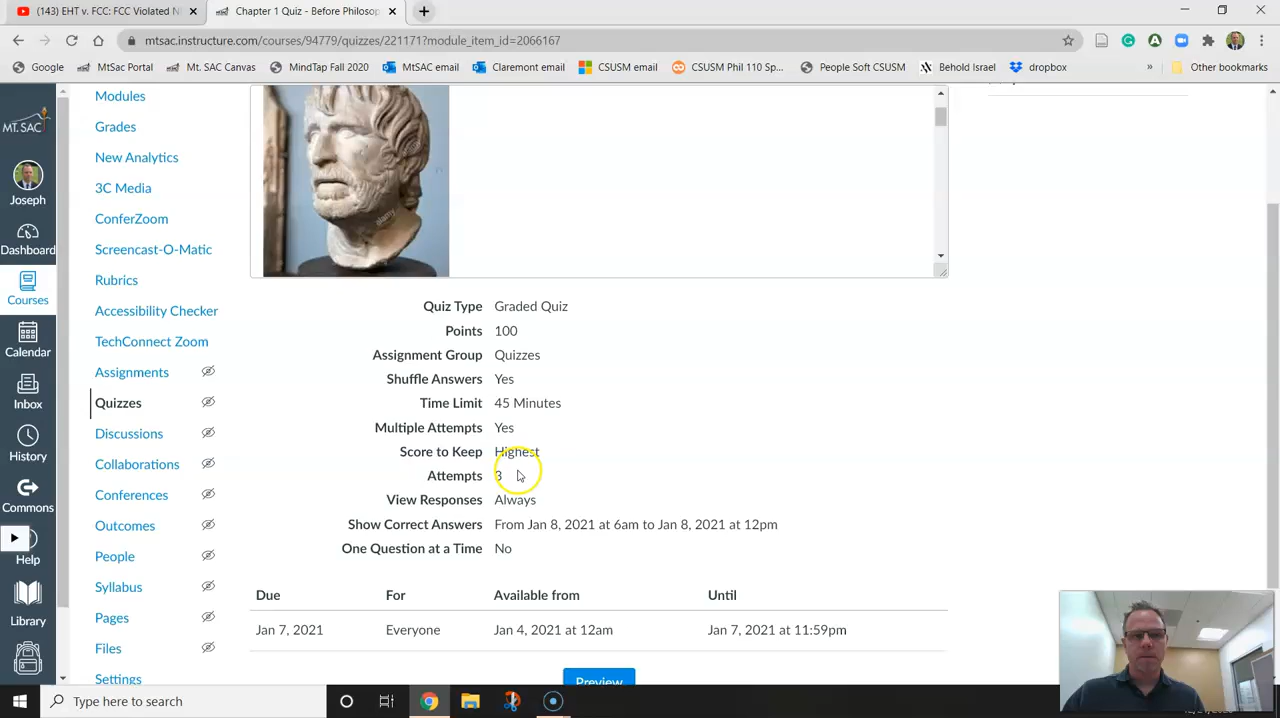 (143) EHT v. FCC: FCC Violated N
Chapter 1 Quiz - Before Philosop
mtsac.instructure.com/courses/94779/quizzes/221171?module_item_id=2066167
Google MtSac Portal Mt. SAC Canvas MindTap Fall 2020 MtSAC email Claremont email CSUSM email CSUSM Phil 110 Sp... People Soft CSUSM Behold Israel dropbox » Other bookmarks
MT. SAC
Joseph
Dashboard
Courses
Calendar
Inbox
History
Commons
Help
Library
Modules
Grades
New Analytics
3C Media
ConferZoom
Screencast-O-Matic
Rubrics
Accessibility Checker
TechConnect Zoom
Assignments
Quizzes
Discussions
Collaborations
Conferences
Outcomes
People
Syllabus
Pages
Files
Settings
alamy
Quiz Type Graded Quiz
Points 100
Assignment Group Quizzes
Shuffle Answers Yes
Time Limit 45 Minutes
Multiple Attempts Yes
Score to Keep Highest
Attempts 3
View Responses Always
Show Correct Answers From Jan 8, 2021 at 6am to Jan 8, 2021 at 12pm
One Question at a Time No
Due For Available from Until
Jan 7, 2021 Everyone Jan 4, 2021 at 12am Jan 7, 2021 at 11:59pm
Preview
Type here to search